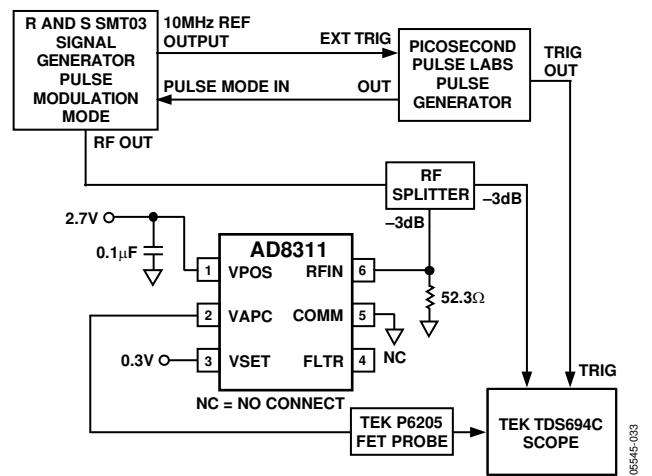 R AND S SMT03
SIGNAL
GENERATOR
PULSE
MODULATION
MODE
10MHz REF
OUTPUT
EXT TRIG
PICOSECOND
PULSE LABS
PULSE
GENERATOR
TRIG
OUT
PULSE MODE IN
OUT
RF OUT
RF
SPLITTER
–3dB
–3dB
2.7V
0.1µF
AD8311
1 VPOS RFIN 6
52.3Ω
2 VAPC COMM 5
NC
0.3V
3 VSET FLTR 4
NC = NO CONNECT
TRIG
TEK P6205
FET PROBE
TEK TDS694C
SCOPE
05545-033